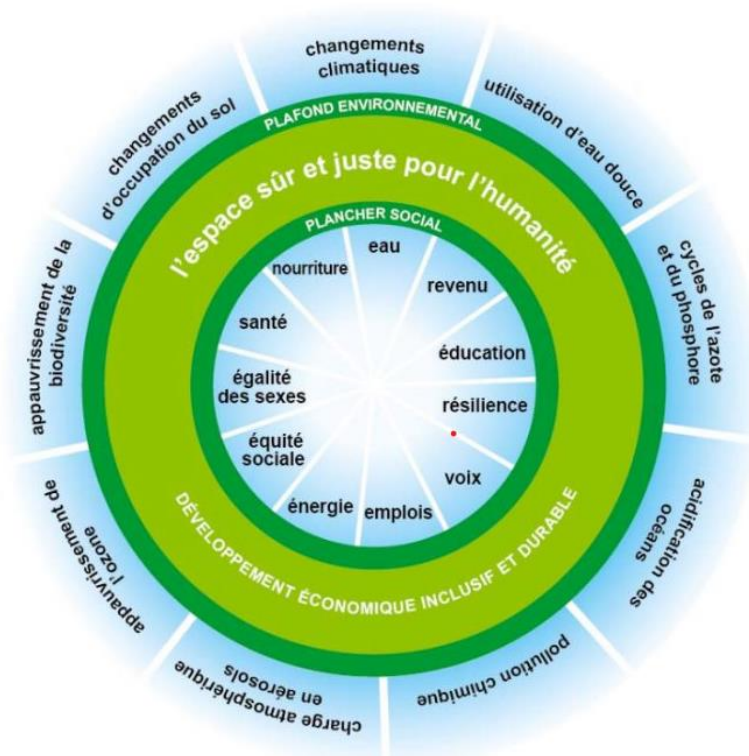 changements
climatiques
utilisation d'eau douce
cycles de l'azote
et du phosphore
acidification des
océans
pollution chimique
charge atmosphérique
en aérosols
appauvrissement de
l'ozone
appauvrissement de la
biodiversité
changements
d'occupation du sol
PLAFOND ENVIRONNEMENTAL
l'espace sûr et juste pour l'humanité
PLANCHER SOCIAL
eau
revenu
éducation
résilience
voix
emplois
énergie
équité
sociale
égalité
des sexes
santé
nourriture
DÉVELOPPEMENT ÉCONOMIQUE INCLUSIF ET DURABLE